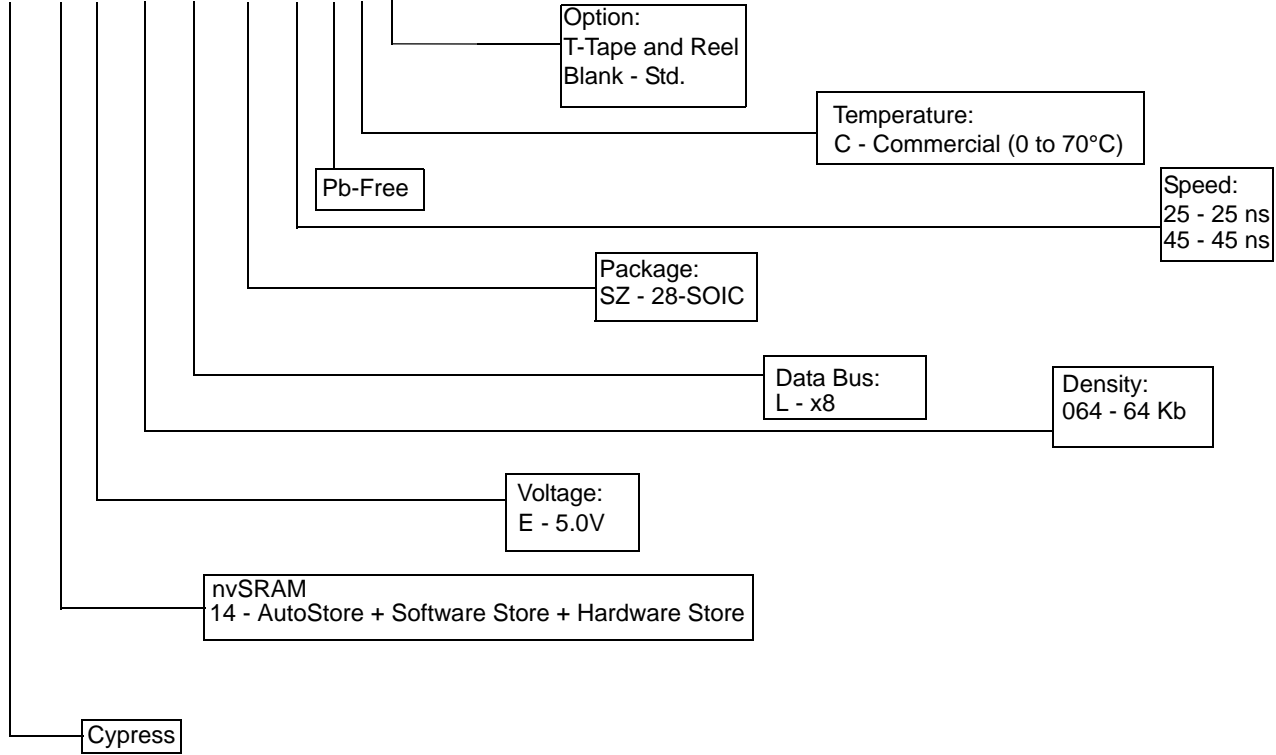 Option:
T-Tape and Reel
Blank - Std.
Temperature:
C - Commercial (0 to 70°C)
Pb-Free
Speed:
25 - 25 ns
45 - 45 ns
Package:
SZ - 28-SOIC
Data Bus:
L - x8
Density:
064 - 64 Kb
Voltage:
E - 5.0V
nvSRAM
14 - AutoStore + Software Store + Hardware Store
Cypress